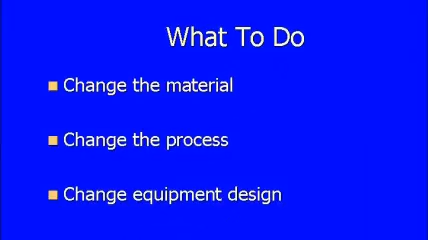 What To Do
Change the material
Change the process
Change equipment design